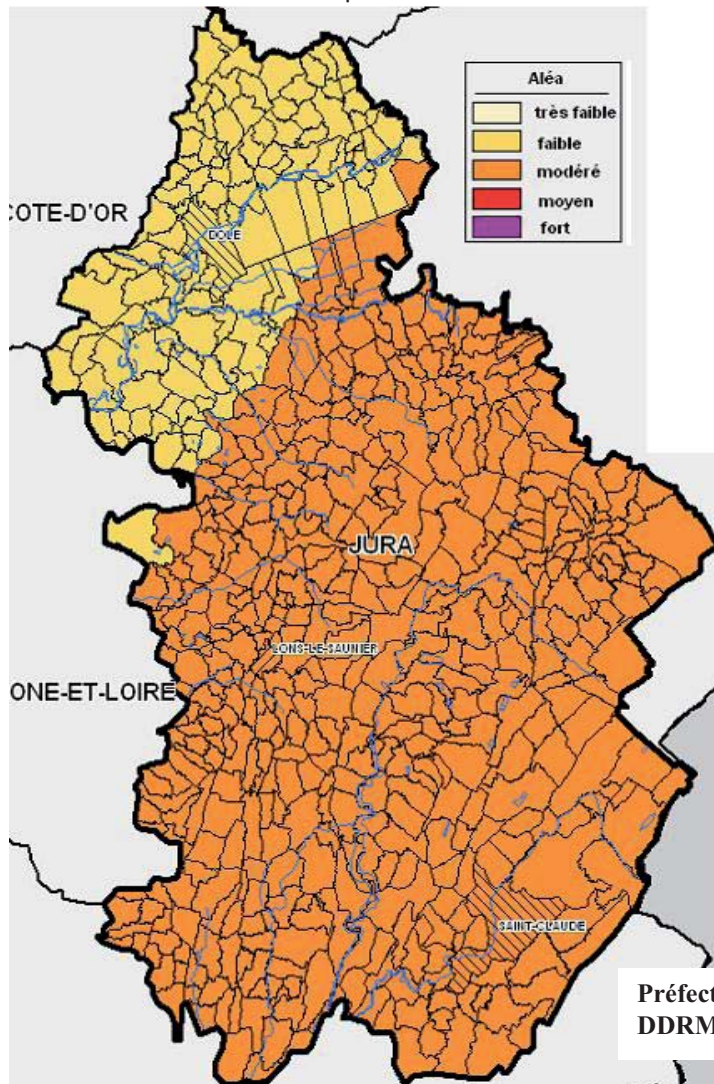 Aléa
très faible
faible
modéré
moyen
fort
COTE-D'OR
DOLE
JURA
LONS-LE-SAUNIER
ONE-ET-LOIRE
SAINT-CLAUDE
Préfect
DDRM